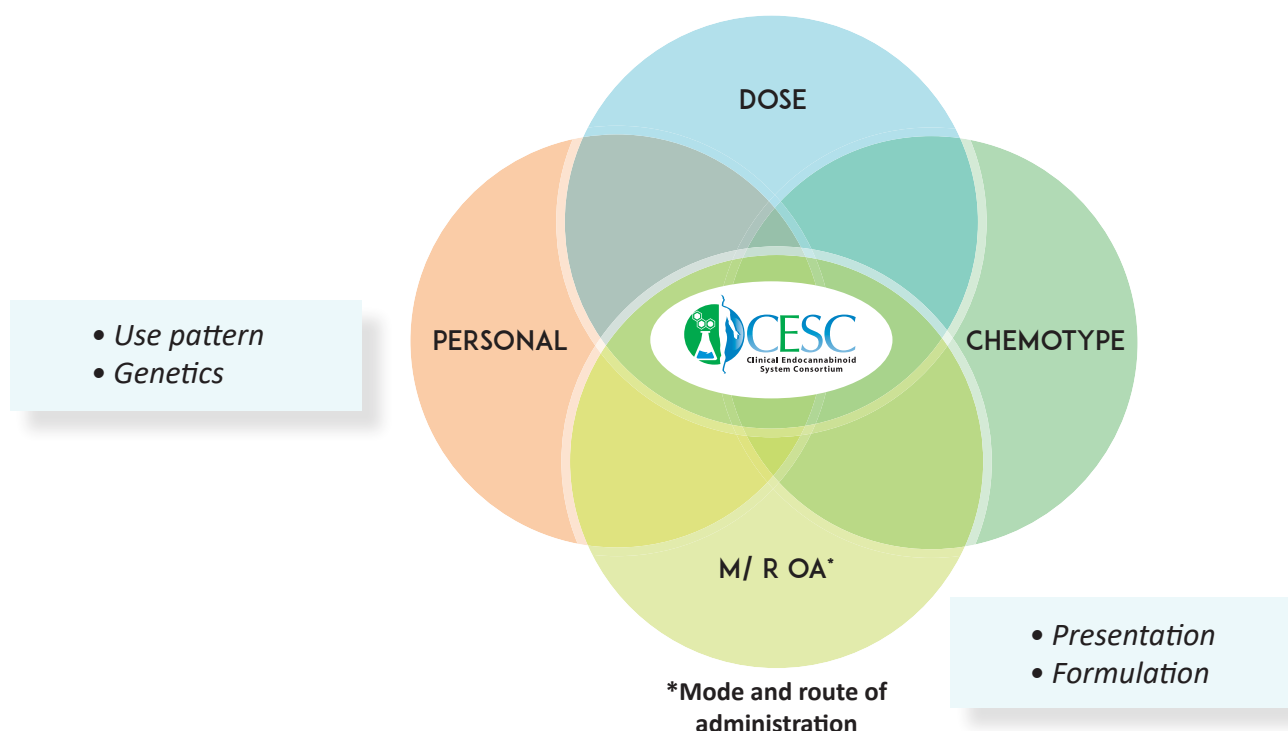 DOSE
• Use pattern
• Genetics
PERSONAL
CESC
Clinical Endocannabinoid
System Consortium
CHEMOTYPE
M/ R OA*
• Presentation
• Formulation
*Mode and route of
administration